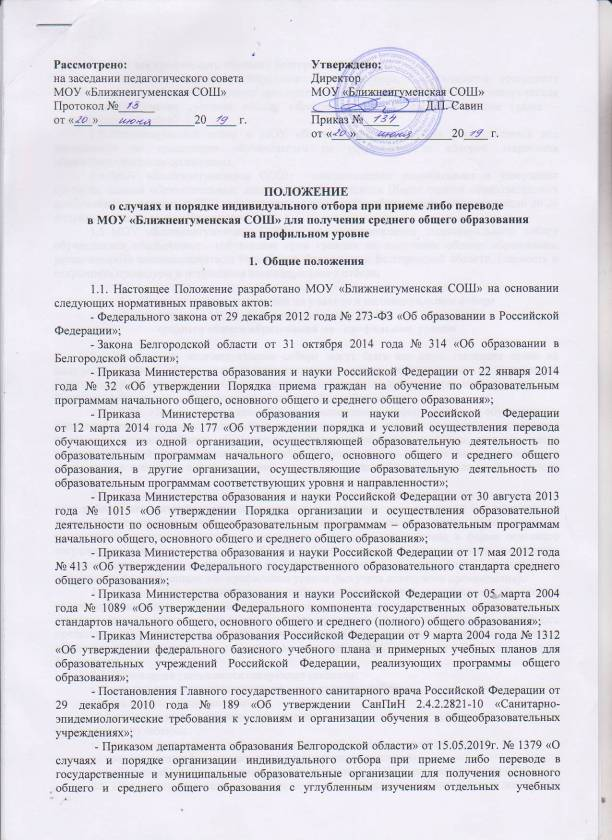 Рассмотрено:
на заседании педагогического совета
МОУ «Ближнеигуменская СОШ»
Протокол № 13
от «20 » июня 2019 г.
Утверждено:
Директор
МОУ «Ближнеигуменская СОШ»
Д.П. Савин
Приказ № 134
от «20 » июня 2019 г.
ПОЛОЖЕНИЕ
о случаях и порядке индивидуального отбора при приеме либо переводе
в МОУ «Ближнеигуменская СОШ» для получения среднего общего образования
на профильном уровне
1. Общие положения
1.1. Настоящее Положение разработано МОУ «Ближнеигуменская СОШ» на основании
следующих нормативных правовых актов:
- Федерального закона от 29 декабря 2012 года № 273-ФЗ «Об образовании в Российской
Федерации»;
- Закона Белгородской области от 31 октября 2014 года № 314 «Об образовании в
Белгородской области»;
- Приказа Министерства образования и науки Российской Федерации от 22 января 2014
года № 32 «Об утверждении Порядка приема граждан на обучение по образовательным
программам начального общего, основного общего и среднего общего образования»;
- Приказа Министерства образования и науки Российской Федерации
от 12 марта 2014 года № 177 «Об утверждении порядка и условий осуществления перевода
обучающихся из одной организации, осуществляющей образовательную деятельность по
образовательным программам начального общего, основного общего и среднего общего
образования, в другие организации, осуществляющие образовательную деятельность по
образовательным программам соответствующих уровня и направленности»;
- Приказа Министерства образования и науки Российской Федерации от 30 августа 2013
года № 1015 «Об утверждении Порядка организации и осуществления образовательной
деятельности по основным общеобразовательным программам – образовательным программам
начального общего, основного общего и среднего общего образования»;
- Приказа Министерства образования и науки Российской Федерации от 17 мая 2012 года
№ 413 «Об утверждении Федерального государственного образовательного стандарта среднего
общего образования»;
- Приказа Министерства образования и науки Российской Федерации от 05 марта 2004
года № 1089 «Об утверждении Федерального компонента государственных образовательных
стандартов начального общего, основного общего и среднего (полного) общего образования»;
- Приказ Министерства образования Российской Федерации от 9 марта 2004 года № 1312
«Об утверждении федерального базисного учебного плана и примерных учебных планов для
образовательных учреждений Российской Федерации, реализующих программы общего
образования»;
- Постановления Главного государственного санитарного врача Российской Федерации от
29 декабря 2010 года № 189 «Об утверждении СанПиН 2.4.2.2821-10 «Санитарно-
эпидемиологические требования к условиям и организации обучения в общеобразовательных
учреждениях»;
- Приказом департамента образования Белгородской области» от 15.05.2019г. № 1379 «О
случаях и порядке организации индивидуального отбора при приеме либо переводе в
государственные и муниципальные образовательные организации для получения основного
общего и среднего общего образования с углубленным изучениям отдельных учебных